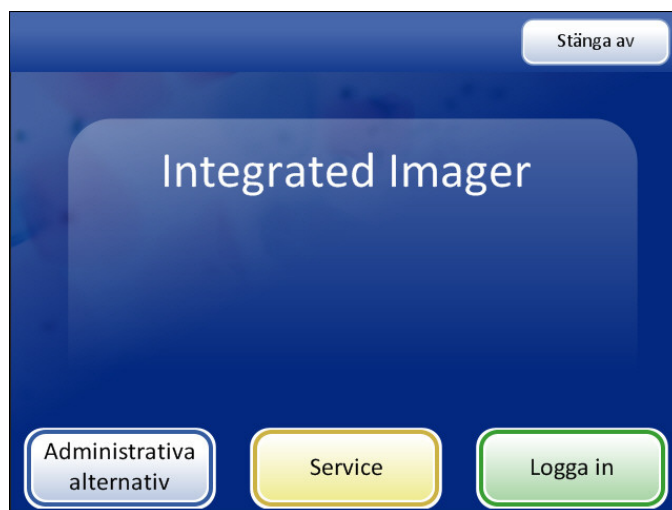 Stänga av
Integrated Imager
Administrativa
alternativ
Service
Logga in